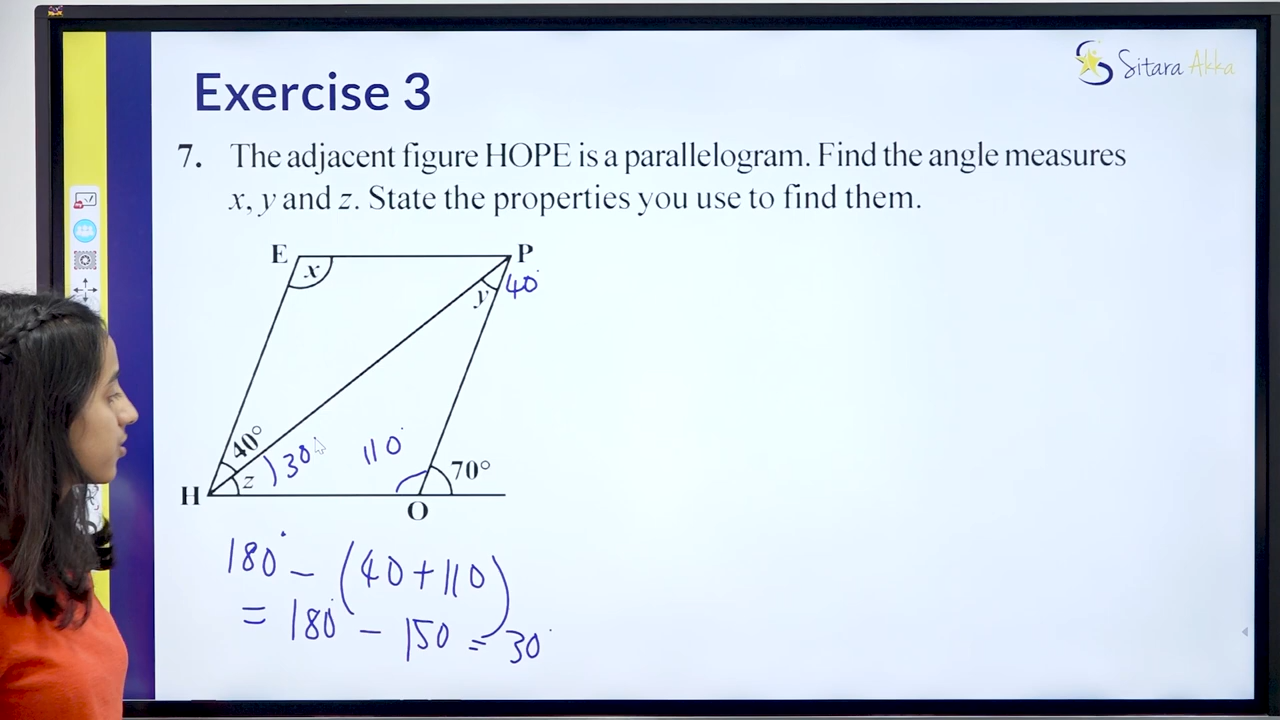 Sitara Akka
Exercise 3
7. The adjacent figure HOPE is a parallelogram. Find the angle measures
x, y and z. State the properties you use to find them.
E
P
x
y
40°
40°
30°
110°
z
70°
H
O
180° - (40+110)
= 180° - 150 = 30°